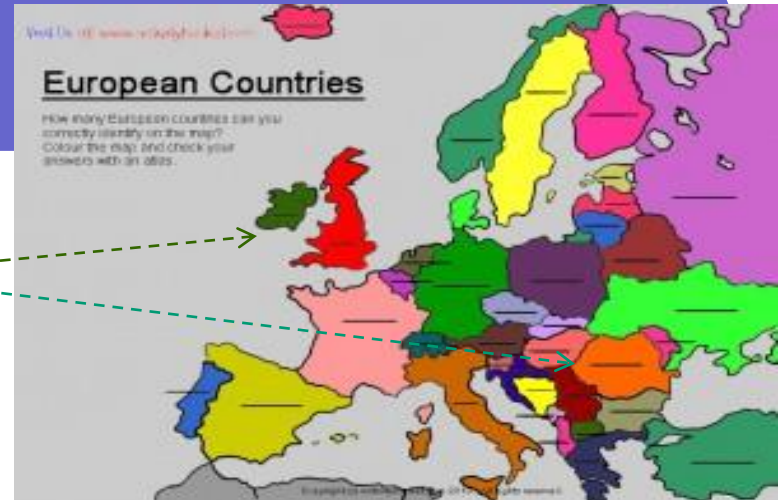 European Countries
How many European countries can you
correctly identify on the map?
Colour the map and check your
answers with an atlas.